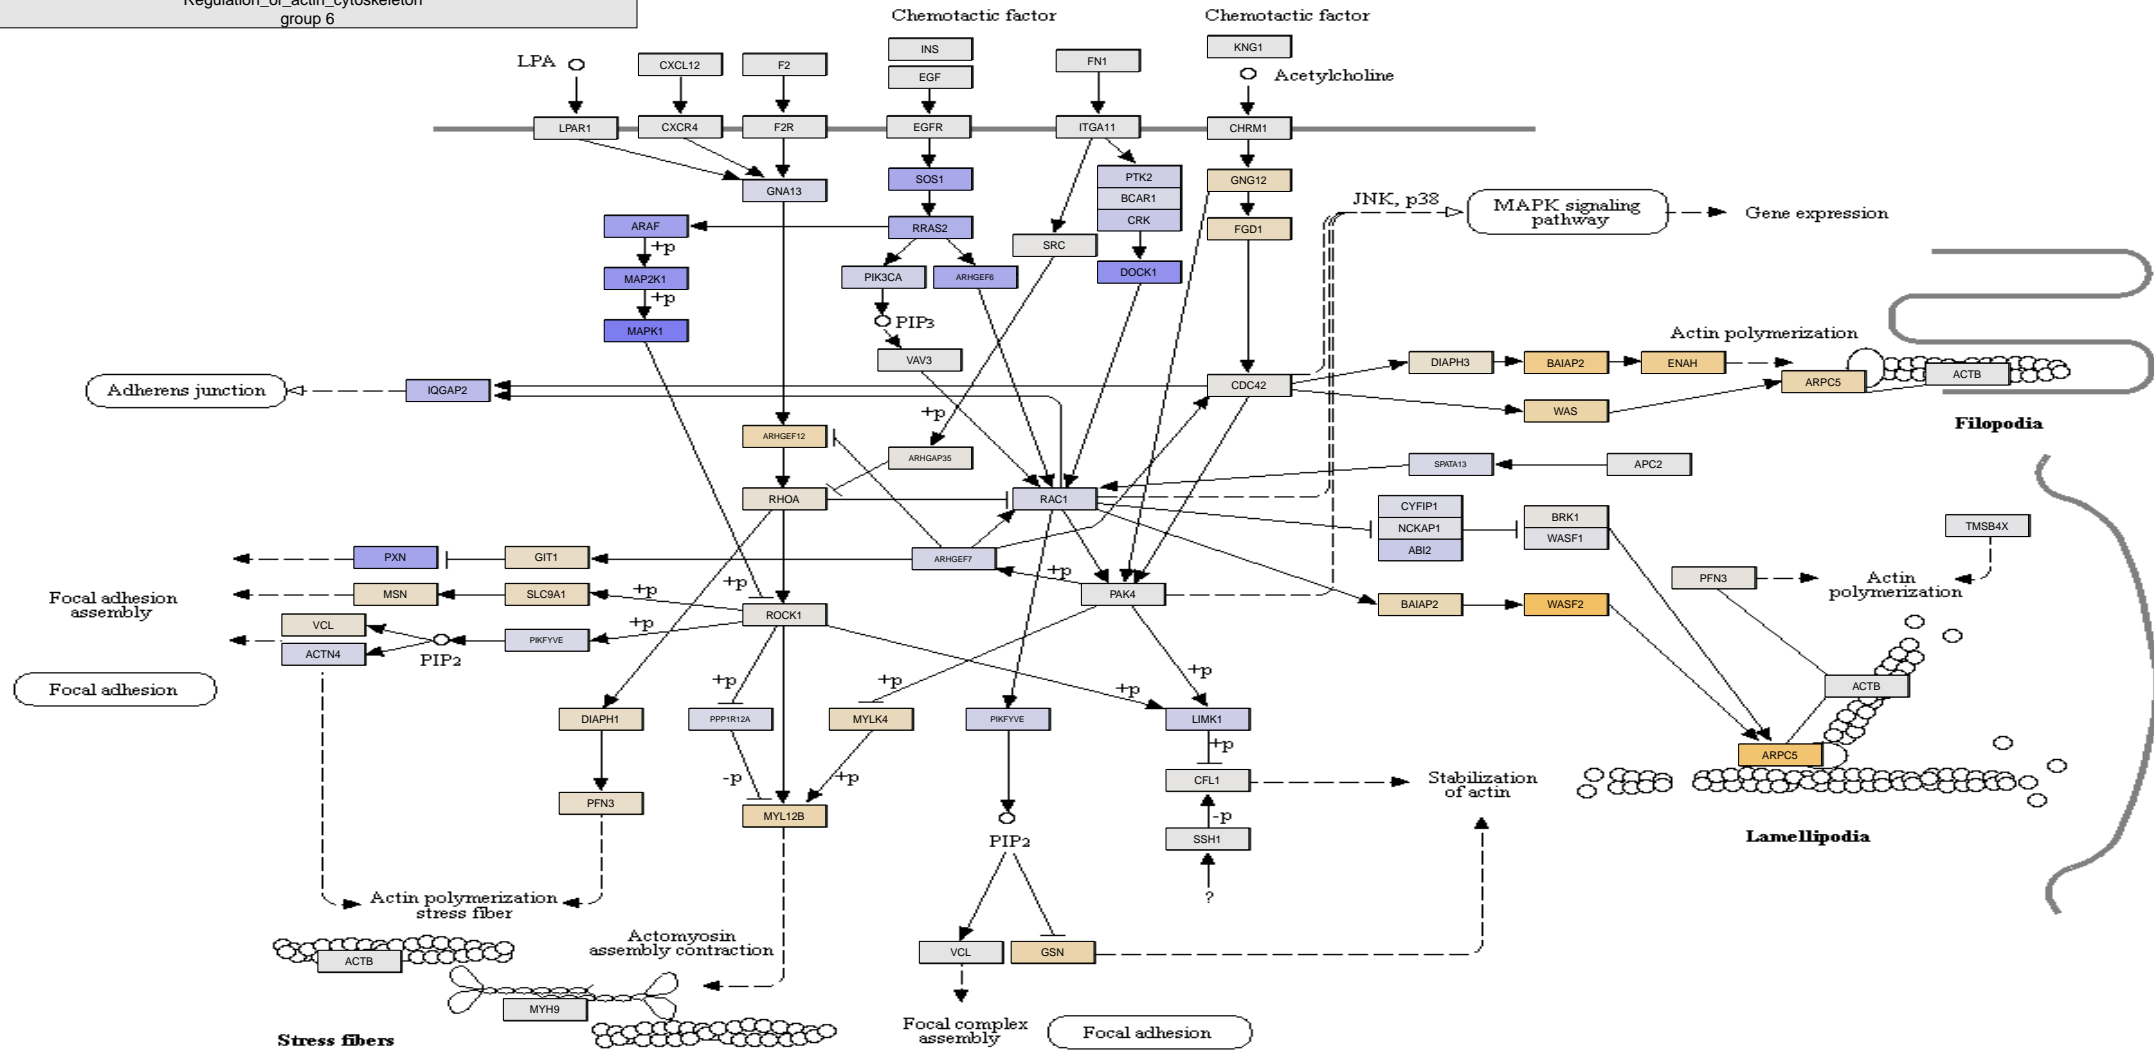 Regulation_of_actin_cytoskeleton
group 6
Chemotactic factor
Chemotactic factor
INS
KNG1
LPA
CXCL12
F2
EGF
FN1
Acetylcholine
LPAR1
CXCR4
F2R
EGFR
ITGA11
CHRM1
GNA13
SOS1
PTK2
GNG12
BCAR1
JNK, p38
MAPK signaling
pathway
Gene expression
ARAF
RRAS2
CRK
FGD1
+p
SRC
MAP2K1
PIK3CA
ARHGEF6
DOCK1
+p
MAPK1
PIP3
Actin polymerization
VAV3
DIAPH3
BAIAP2
ENAH
ARPC5
ACTB
Adherens junction
IQGAP2
CDC42
+p
WAS
Filopodia
ARHGEF12
ARHGAP35
SPATA13
APC2
RHOA
RAC1
CYFIP1
NCKAP1
ABI2
BRK1
WASF1
TMSB4X
PXN
GIT1
ARHGEF7
+p
PFN3
Actin
polymerization
Focal adhesion
assembly
MSN
SLC9A1
+p
+p
PAK4
BAIAP2
WASF2
VCL
ROCK1
+p
ACTN4
PIP2
PIKFYVE
Focal adhesion
+p
+p
+p
+p
ACTB
DIAPH1
PPP1R12A
MYLK4
PIKFYVE
LIMK1
+p
ARPC5
-p
+p
CFL1
Stabilization
of actin
PFN3
MYL12B
-p
PIP2
SSH1
Lamellipodia
?
Actin polymerization
stress fiber
Actomyosin
assembly contraction
ACTB
VCL
GSN
MYH9
Focal complex
assembly
Focal adhesion
Stress fibers